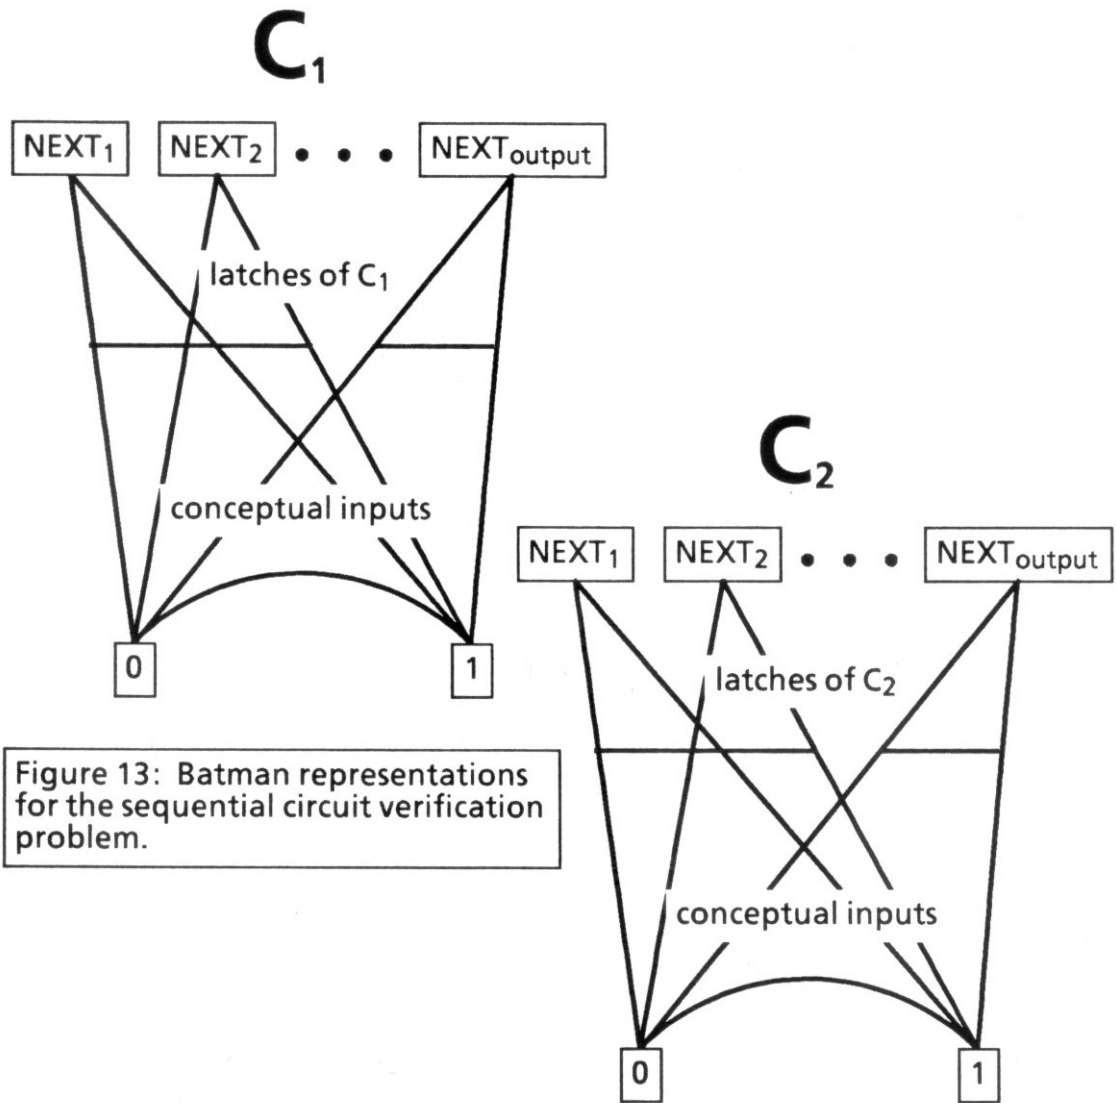 C₁
NEXT₁ NEXT₂ • • • NEXToutput
latches of C₁
conceptual inputs
0 1
Figure 13: Batman representations
for the sequential circuit verification
problem.
C₂
NEXT₁ NEXT₂ • • • NEXToutput
latches of C₂
conceptual inputs
0 1